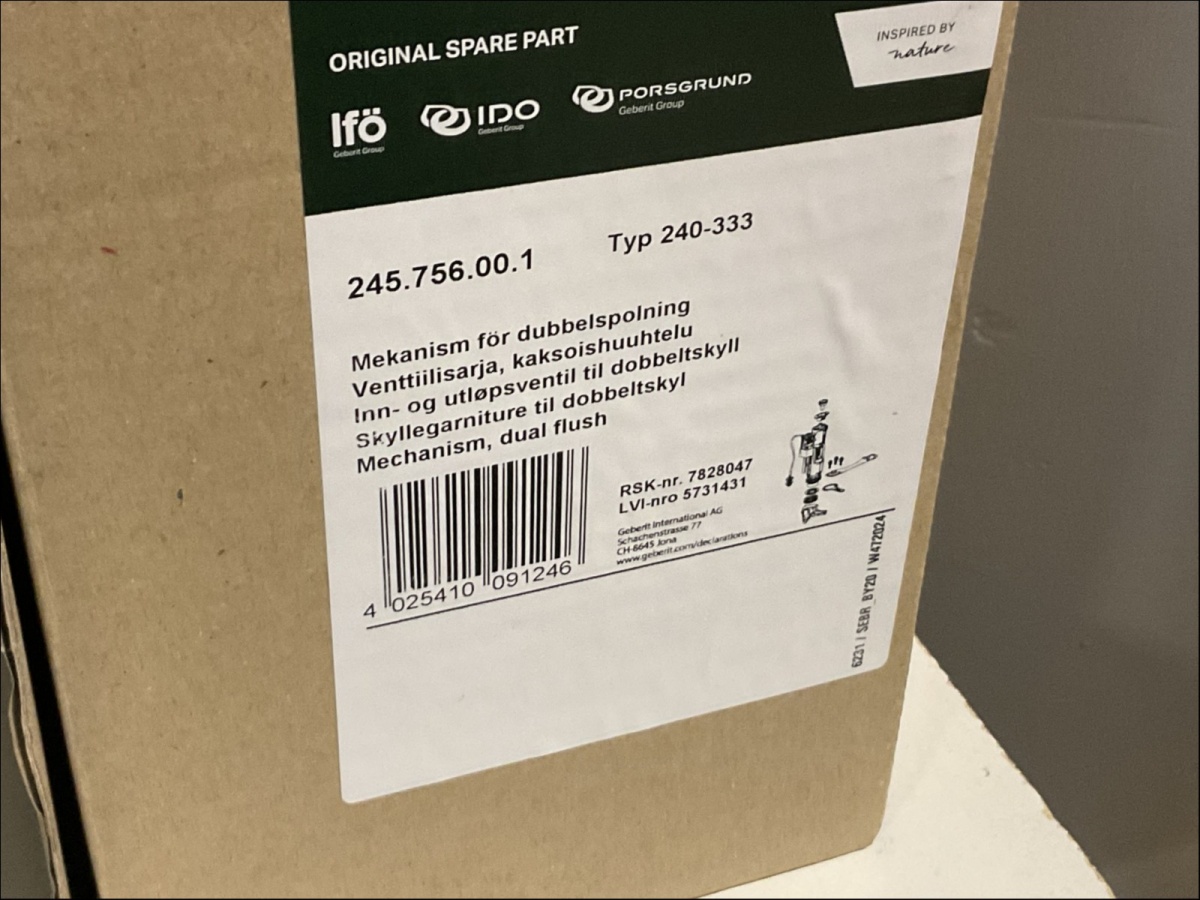 ORIGINAL SPARE PART
INSPIRED BY
nature
Ifö
Geberit Group
IDO
Geberit Group
PORSGRUND
Geberit Group
245.756.00.1
Typ 240-333
Mekanism för dubbelspolning
Venttiilisarja, kaksoishuuhtelu
Inn- og utløpsventil til dobbeltskyll
Skyllegarniture til dobbeltskyl
Mechanism, dual flush
RSK-nr. 7828047
LVI-nro 5731431
Geberit International AG
Schachenstrasse 77
CH-8645 Jona
www.geberit.com/declarations
4 025410 091246
6231 / SEBR_BY20 / W472024